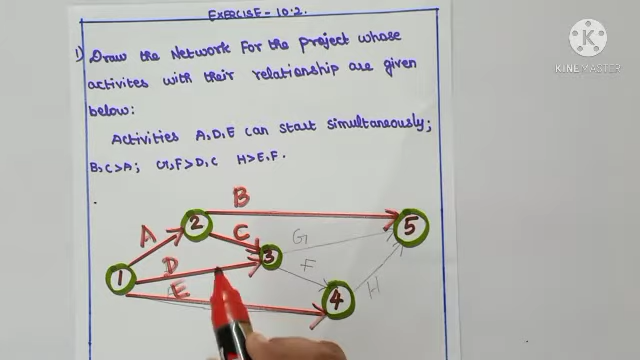 EXERCISE - 10.2.
1) Draw the Network for the project whose
activites with their relationship are given
below:
Activities A, D, E can start simultaneously;
B, C > A; G, F > D, C H > E, F.
KINEMASTER
B
A
2
C
G
5
3
D
F
1
E
4
H